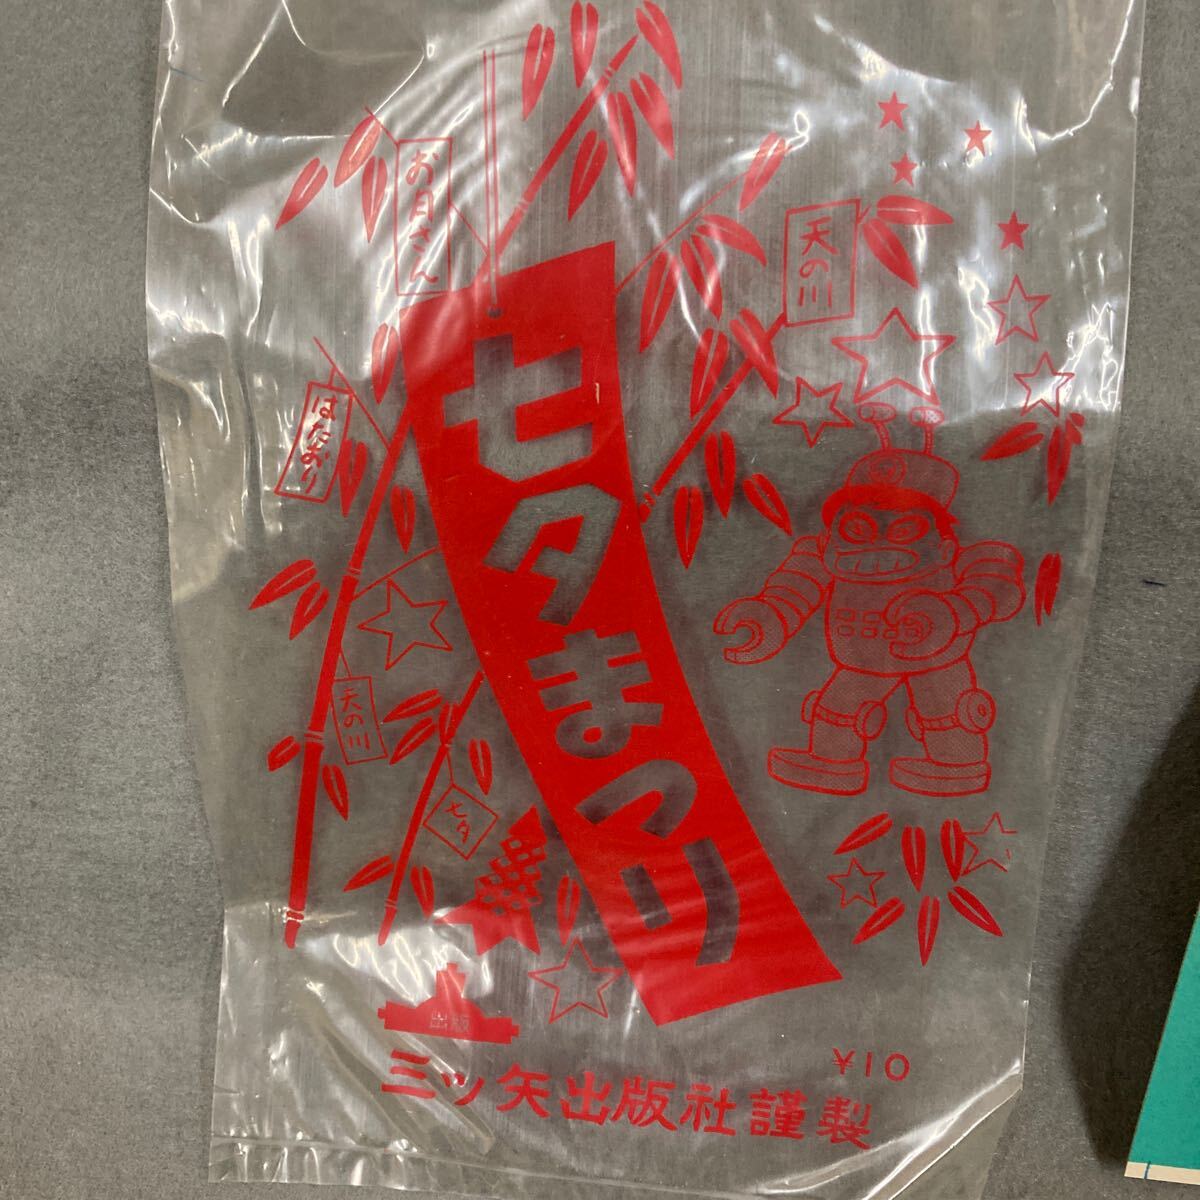 お月さん
天の川
七夕まつり
はたおり
天の川
七夕
出版
¥10
三ツ矢出版社謹製